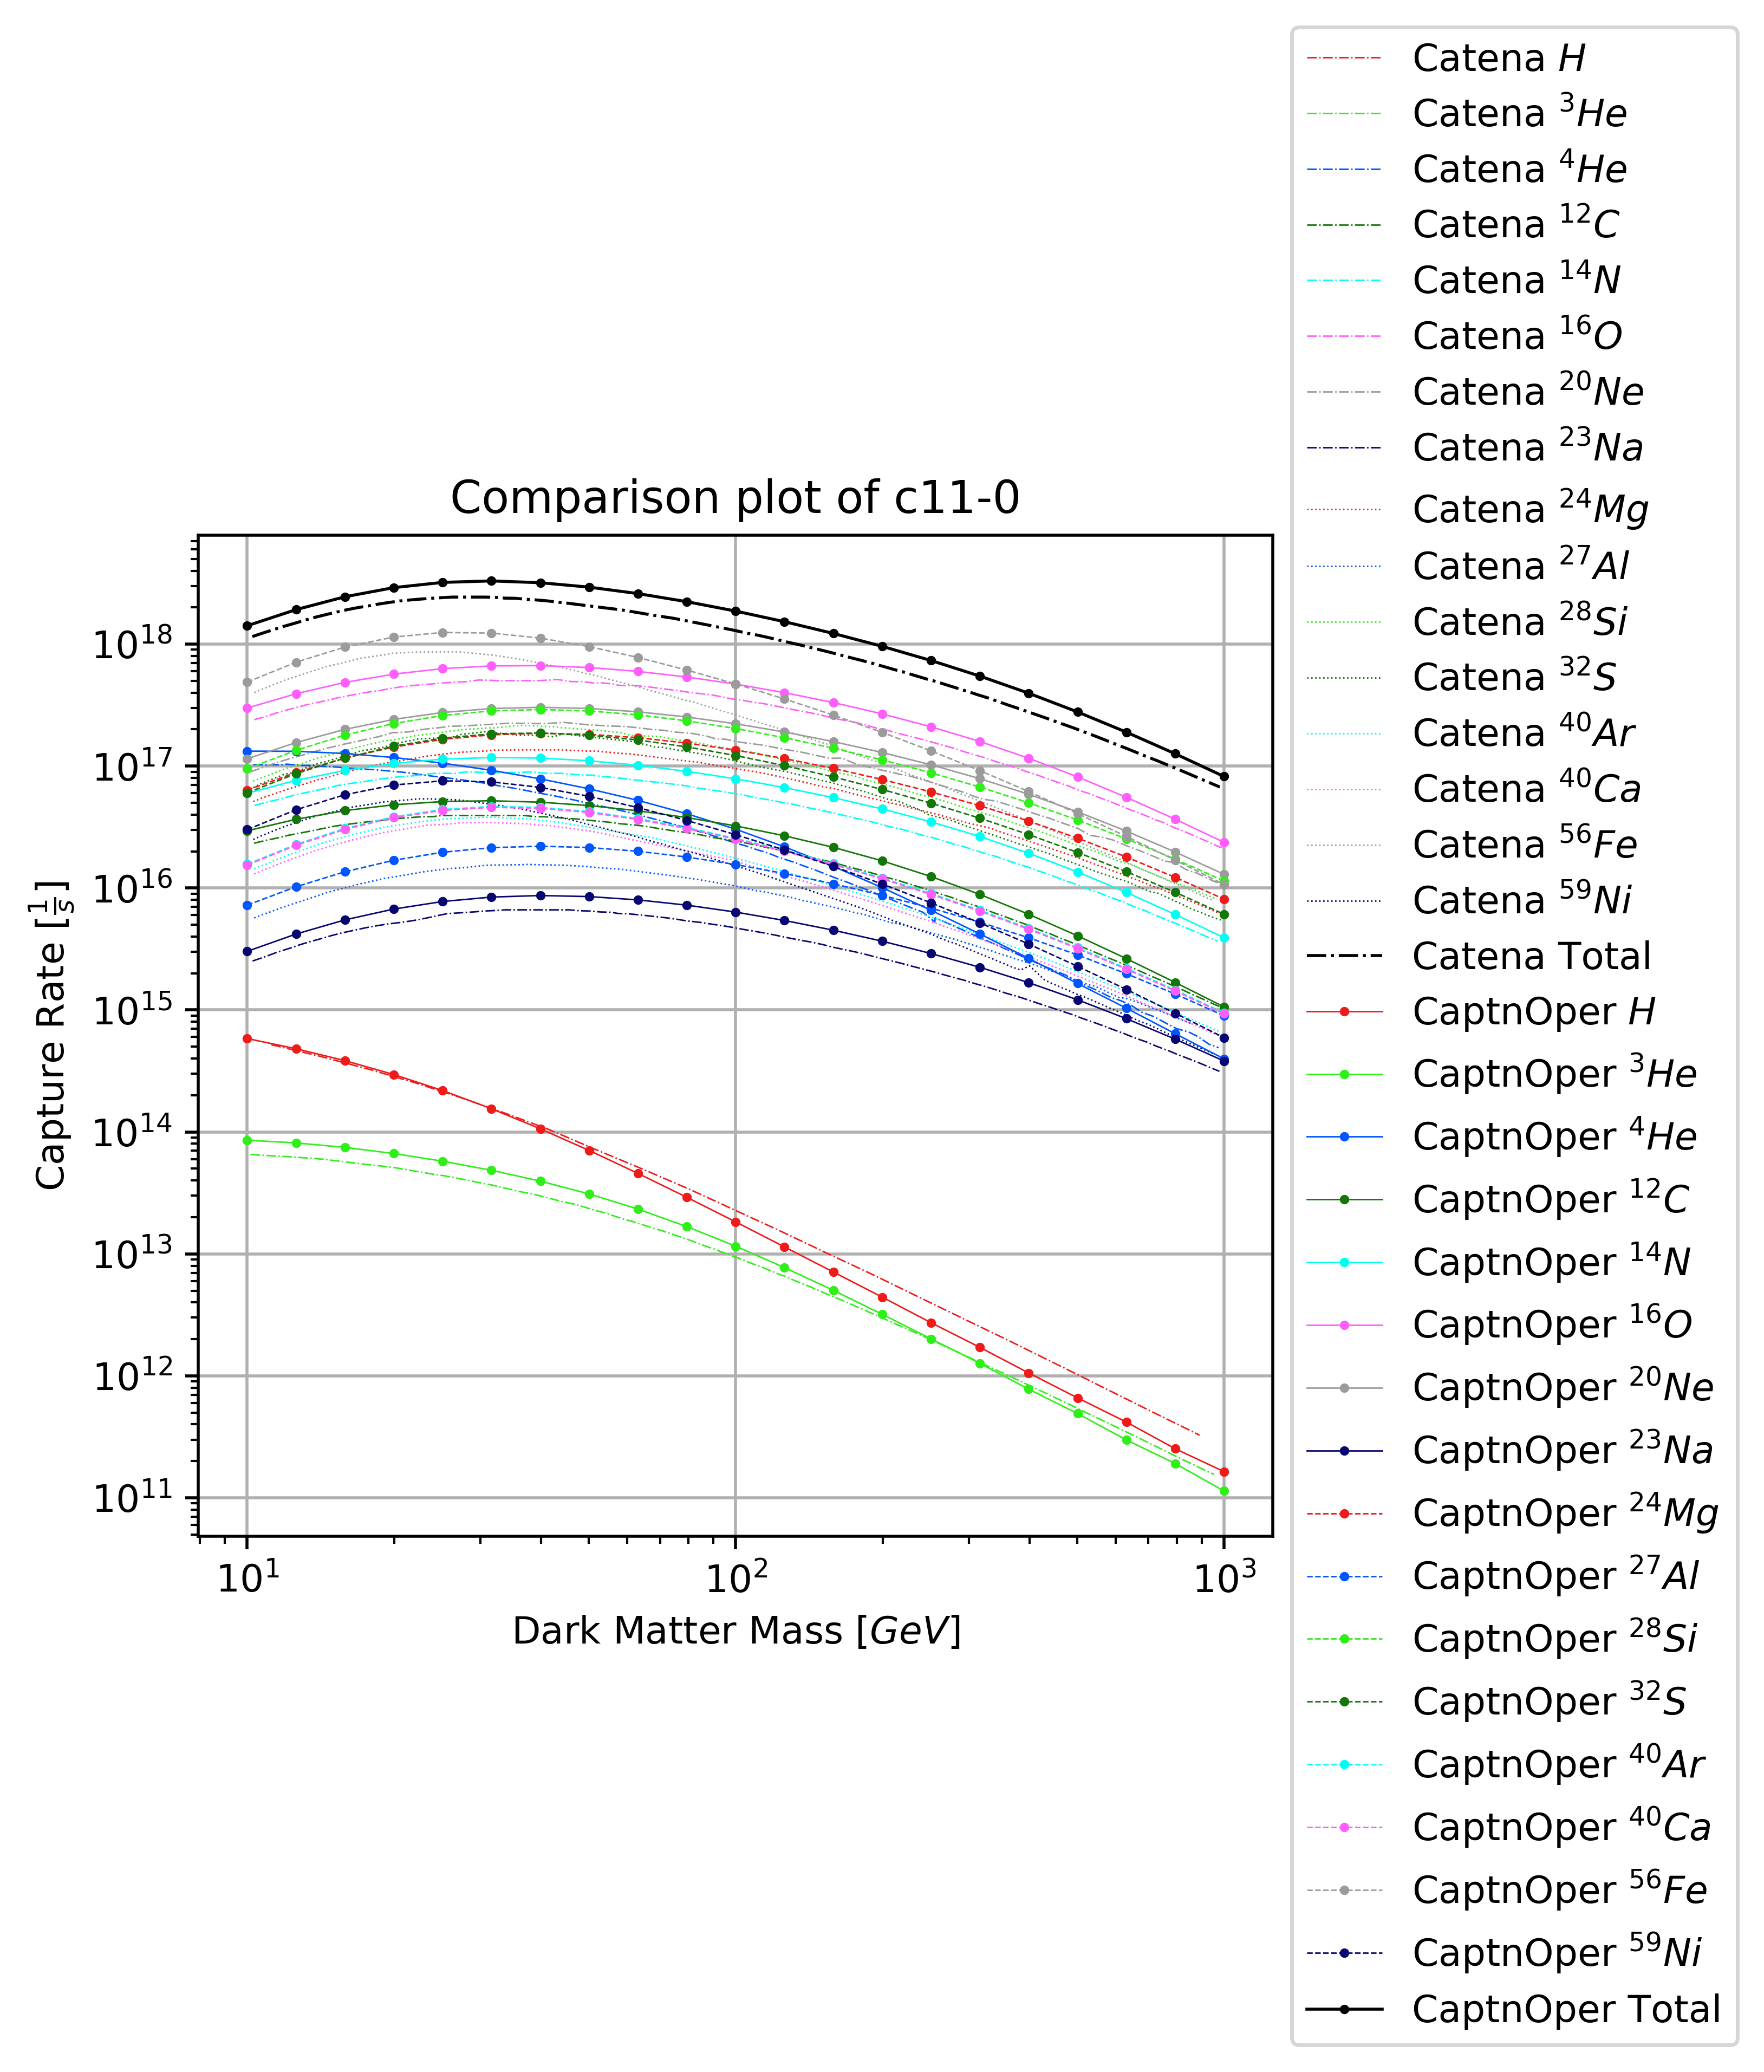 Comparison plot of c11-0
Capture Rate [1/s]
10^18
10^17
10^16
10^15
10^14
10^13
10^12
10^11
10^1
10^2
10^3
Dark Matter Mass [GeV]
Catena H
Catena ^3He
Catena ^4He
Catena ^12C
Catena ^14N
Catena ^16O
Catena ^20Ne
Catena ^23Na
Catena ^24Mg
Catena ^27Al
Catena ^28Si
Catena ^32S
Catena ^40Ar
Catena ^40Ca
Catena ^56Fe
Catena ^59Ni
Catena Total
CaptnOper H
CaptnOper ^3He
CaptnOper ^4He
CaptnOper ^12C
CaptnOper ^14N
CaptnOper ^16O
CaptnOper ^20Ne
CaptnOper ^23Na
CaptnOper ^24Mg
CaptnOper ^27Al
CaptnOper ^28Si
CaptnOper ^32S
CaptnOper ^40Ar
CaptnOper ^40Ca
CaptnOper ^56Fe
CaptnOper ^59Ni
CaptnOper Total